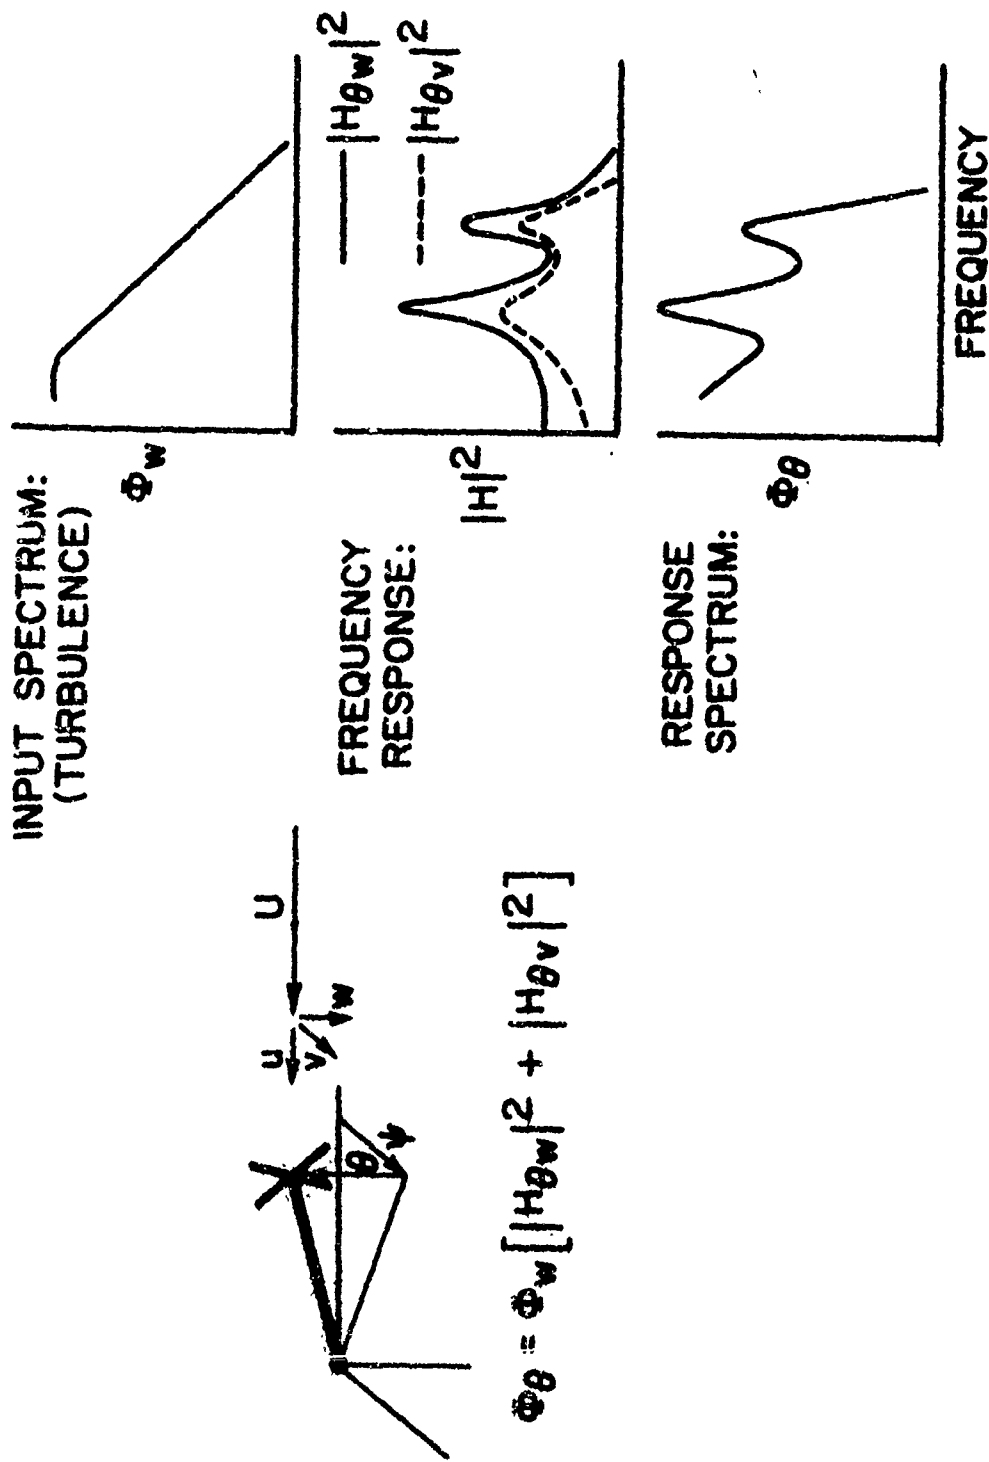 U
u
v
w
θ
ψ
Φθ = Φw[|Hθw|² + |Hθv|²]
INPUT SPECTRUM:
(TURBULENCE)
Φw
FREQUENCY
RESPONSE:
|H|²
|Hθw|²
|Hθv|²
RESPONSE
SPECTRUM:
Φθ
FREQUENCY